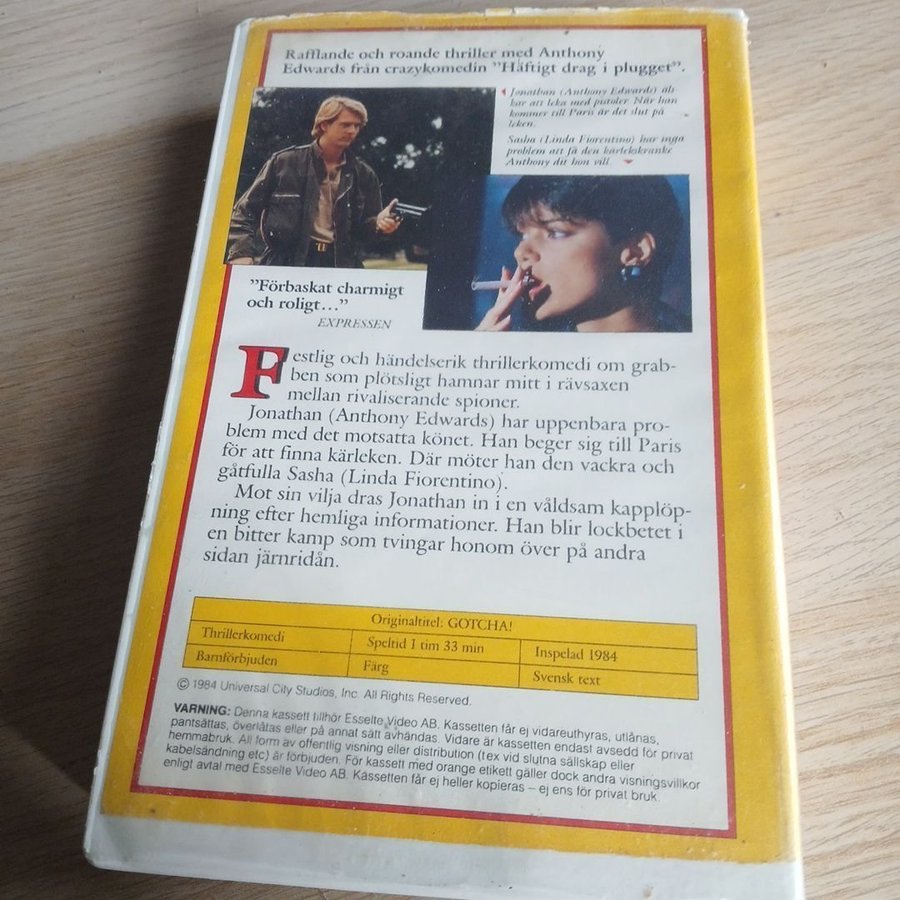 Rafflande och roande thriller med Anthony
Edwards från crazykomedin ”Häftigt drag i plugget”.
Jonathan (Anthony Edwards) äls-
kar att leka med pistoler. När han
kommer till Paris är det slut på
leken.
Sasha (Linda Fiorentino) har inga
problem att få den kärlekskranke
Anthony dit hon vill.
”Förbaskat charmigt
och roligt...”
EXPRESSEN
Festlig och händelserik thrillerkomedi om grab-
ben som plötsligt hamnar mitt i rävsaxen
mellan rivaliserande spioner.
Jonathan (Anthony Edwards) har uppenbara pro-
blem med det motsatta könet. Han beger sig till Paris
för att finna kärleken. Där möter han den vackra och
gåtfulla Sasha (Linda Fiorentino).
Mot sin vilja dras Jonathan in i en våldsam kapplöp-
ning efter hemliga informationer. Han blir lockbetet i
en bitter kamp som tvingar honom över på andra
sidan järnridån.
Originaltitel: GOTCHA!
Thrillerkomedi Speltid 1 tim 33 min Inspelad 1984
Barnförbjuden Färg Svensk text
© 1984 Universal City Studios, Inc. All Rights Reserved.
VARNING: Denna kassett tillhör Esselte Video AB. Kassetten får ej vidareuthyras, utlånas,
pantsättas, överlåtas eller på annat sätt avhändas. Vidare är kassetten endast avsedd för privat
hemmabruk. All form av offentlig visning eller distribution (t ex vid slutna sällskap eller
kabelsändning etc) är förbjuden. För kassett med orange etikett gäller dock andra visningsvillkor
enligt avtal med Esselte Video AB. Kassetten får ej heller kopieras – ej ens för privat bruk.